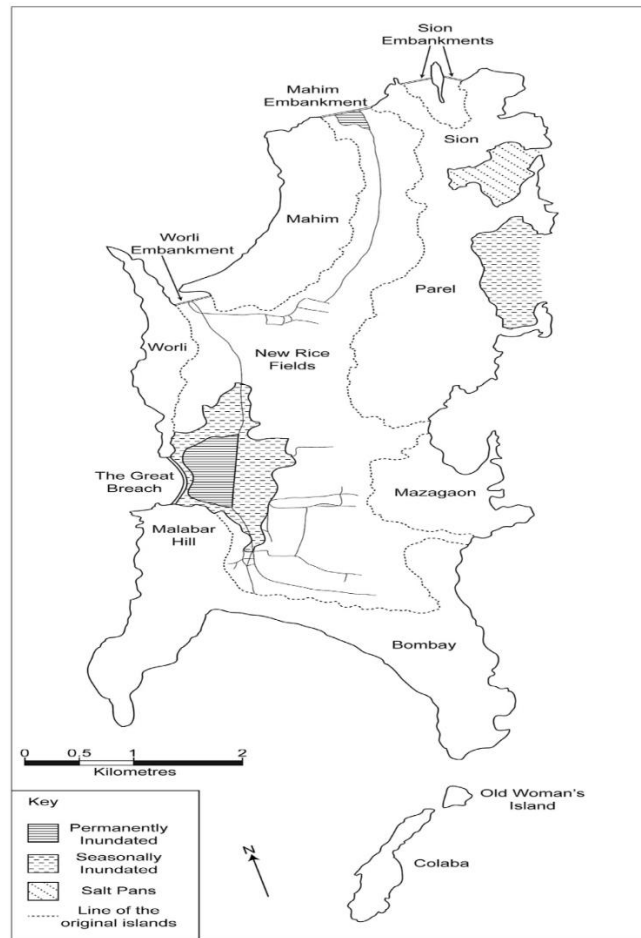 Sion
Embankments
Mahim
Embankment
Sion
Mahim
Worli
Embankment
Parel
Worli
New Rice
Fields
The Great
Breach
Mazagaon
Malabar
Hill
Bombay
0 0.5 1 2
Kilometres
Old Woman's
Island
Colaba
N
Key
Permanently
Inundated
Seasonally
Inundated
Salt Pans
Line of the
original islands